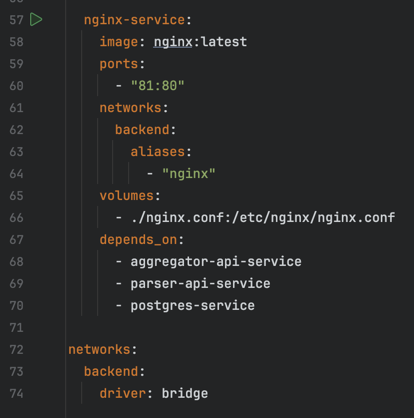 57 nginx-service:
58 image: nginx:latest
59 ports:
60 - "81:80"
61 networks:
62 backend:
63 aliases:
64 - "nginx"
65 volumes:
66 - ./nginx.conf:/etc/nginx/nginx.conf
67 depends_on:
68 - aggregator-api-service
69 - parser-api-service
70 - postgres-service
71
72 networks:
73 backend:
74 driver: bridge